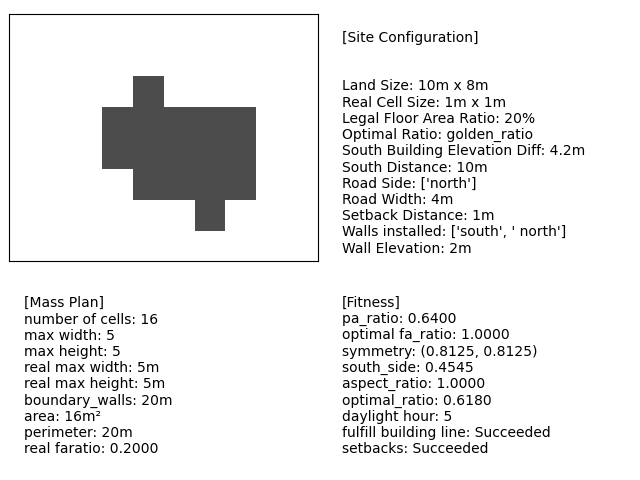 [Site Configuration]
Land Size: 10m x 8m
Real Cell Size: 1m x 1m
Legal Floor Area Ratio: 20%
Optimal Ratio: golden_ratio
South Building Elevation Diff: 4.2m
South Distance: 10m
Road Side: ['north']
Road Width: 4m
Setback Distance: 1m
Walls installed: ['south', ' north']
Wall Elevation: 2m
[Mass Plan]
number of cells: 16
max width: 5
max height: 5
real max width: 5m
real max height: 5m
boundary_walls: 20m
area: 16m²
perimeter: 20m
real faratio: 0.2000
[Fitness]
pa_ratio: 0.6400
optimal fa_ratio: 1.0000
symmetry: (0.8125, 0.8125)
south_side: 0.4545
aspect_ratio: 1.0000
optimal_ratio: 0.6180
daylight hour: 5
fulfill building line: Succeeded
setbacks: Succeeded